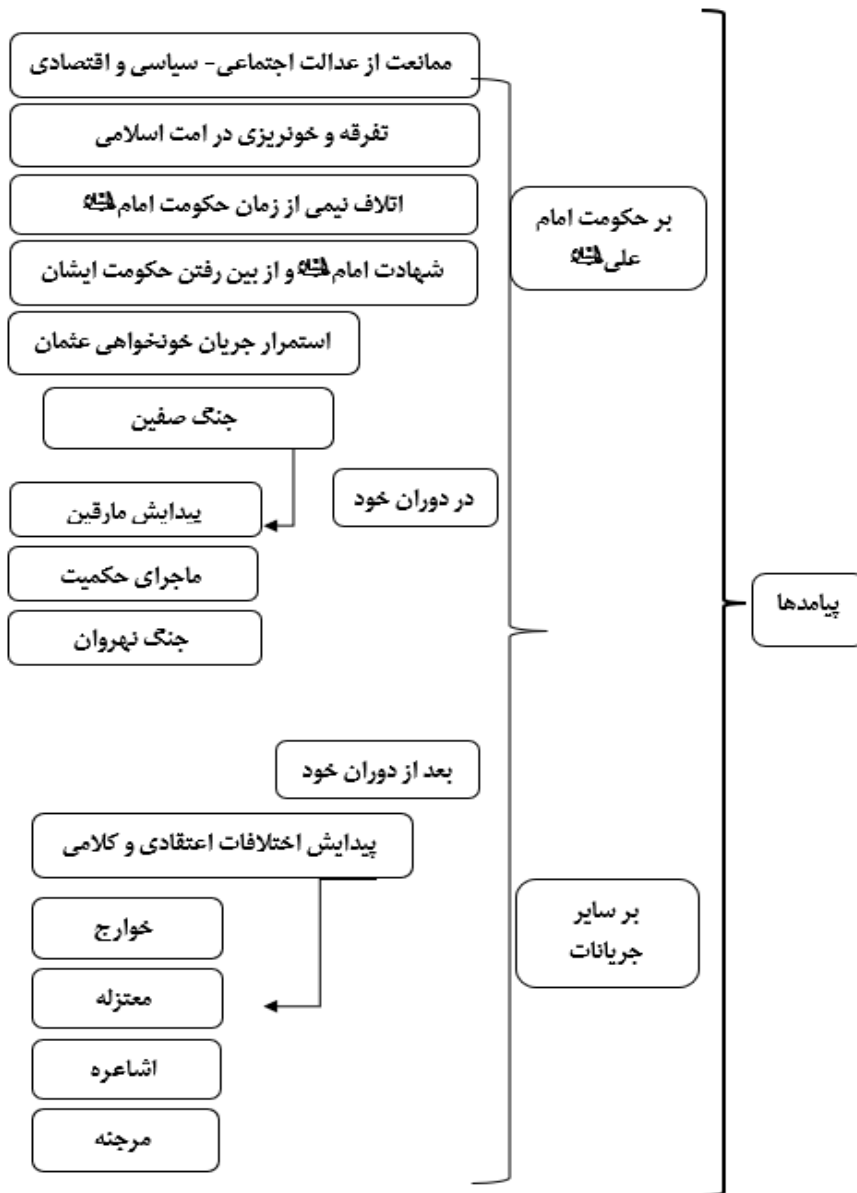 پیامدها
بر حکومت امام
علی
ممانعت از عدالت اجتماعی- سیاسی و اقتصادی
تفرقه و خونریزی در امت اسلامی
اتلاف نیمی از زمان حکومت امام
شهادت امام و از بین رفتن حکومت ایشان
بر سایر
جریانات
در دوران خود
استمرار جریان خونخواهی عثمان
جنگ صفین
پیدایش مارقین
ماجرای حکمیت
جنگ نهروان
بعد از دوران خود
پیدایش اختلافات اعتقادی و کلامی
خوارج
معتزله
اشاعره
مرجئه